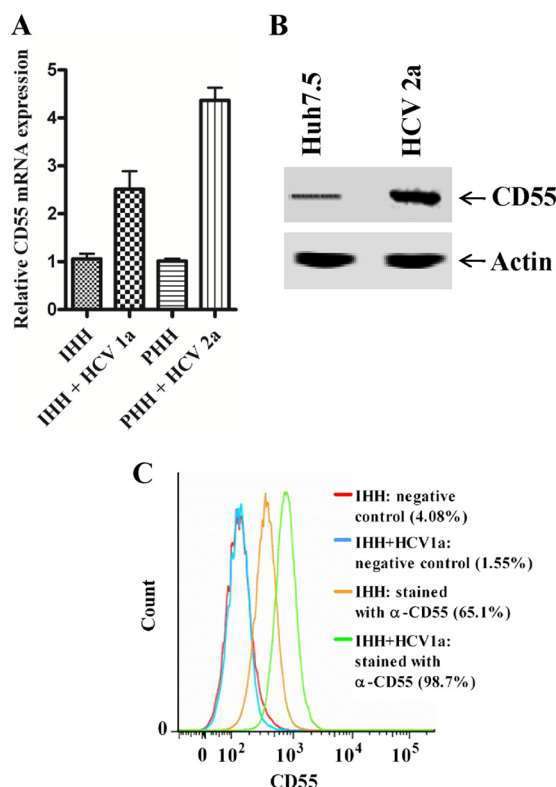 A
Relative CD55 mRNA expression
5
4
3
2
1
0
IHH
IHH + HCV 1a
PHH
PHH + HCV 2a
B
Huh7.5
HCV 2a
CD55
Actin
C
Count
0
0 10² 10³ 10⁴ 10⁵
CD55
IHH: negative
control (4.08%)
IHH+HCV1a:
negative control (1.55%)
IHH: stained
with α-CD55 (65.1%)
IHH+HCV1a:
stained with
α-CD55 (98.7%)